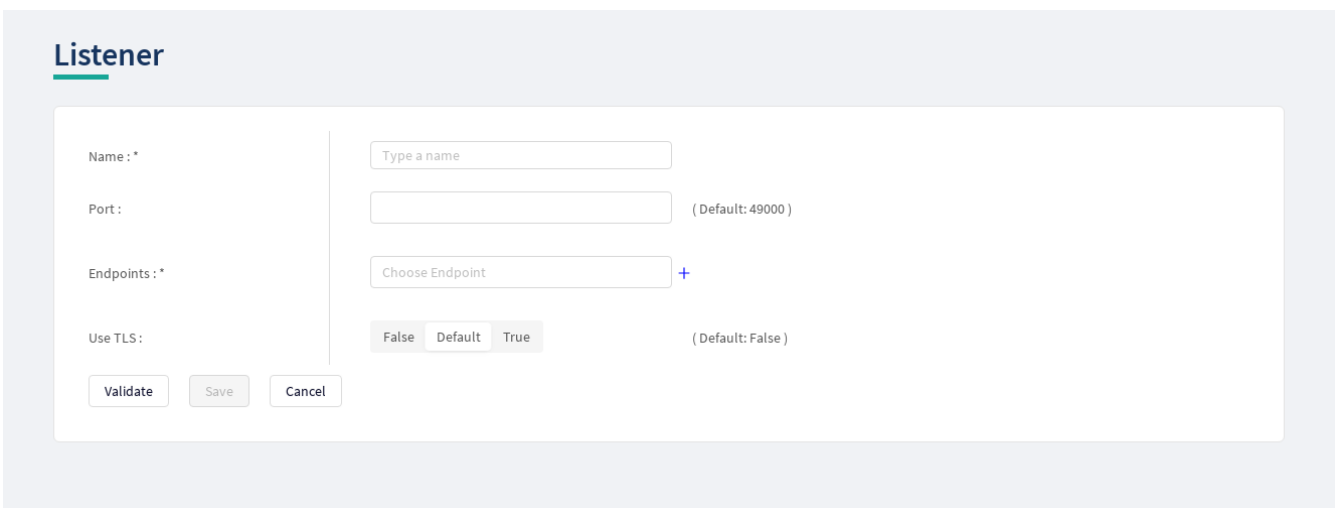 Listener
Name : * Type a name
Port : ( Default: 49000 )
Endpoints : * Choose Endpoint +
Use TLS : False Default True ( Default: False )
Validate Save Cancel